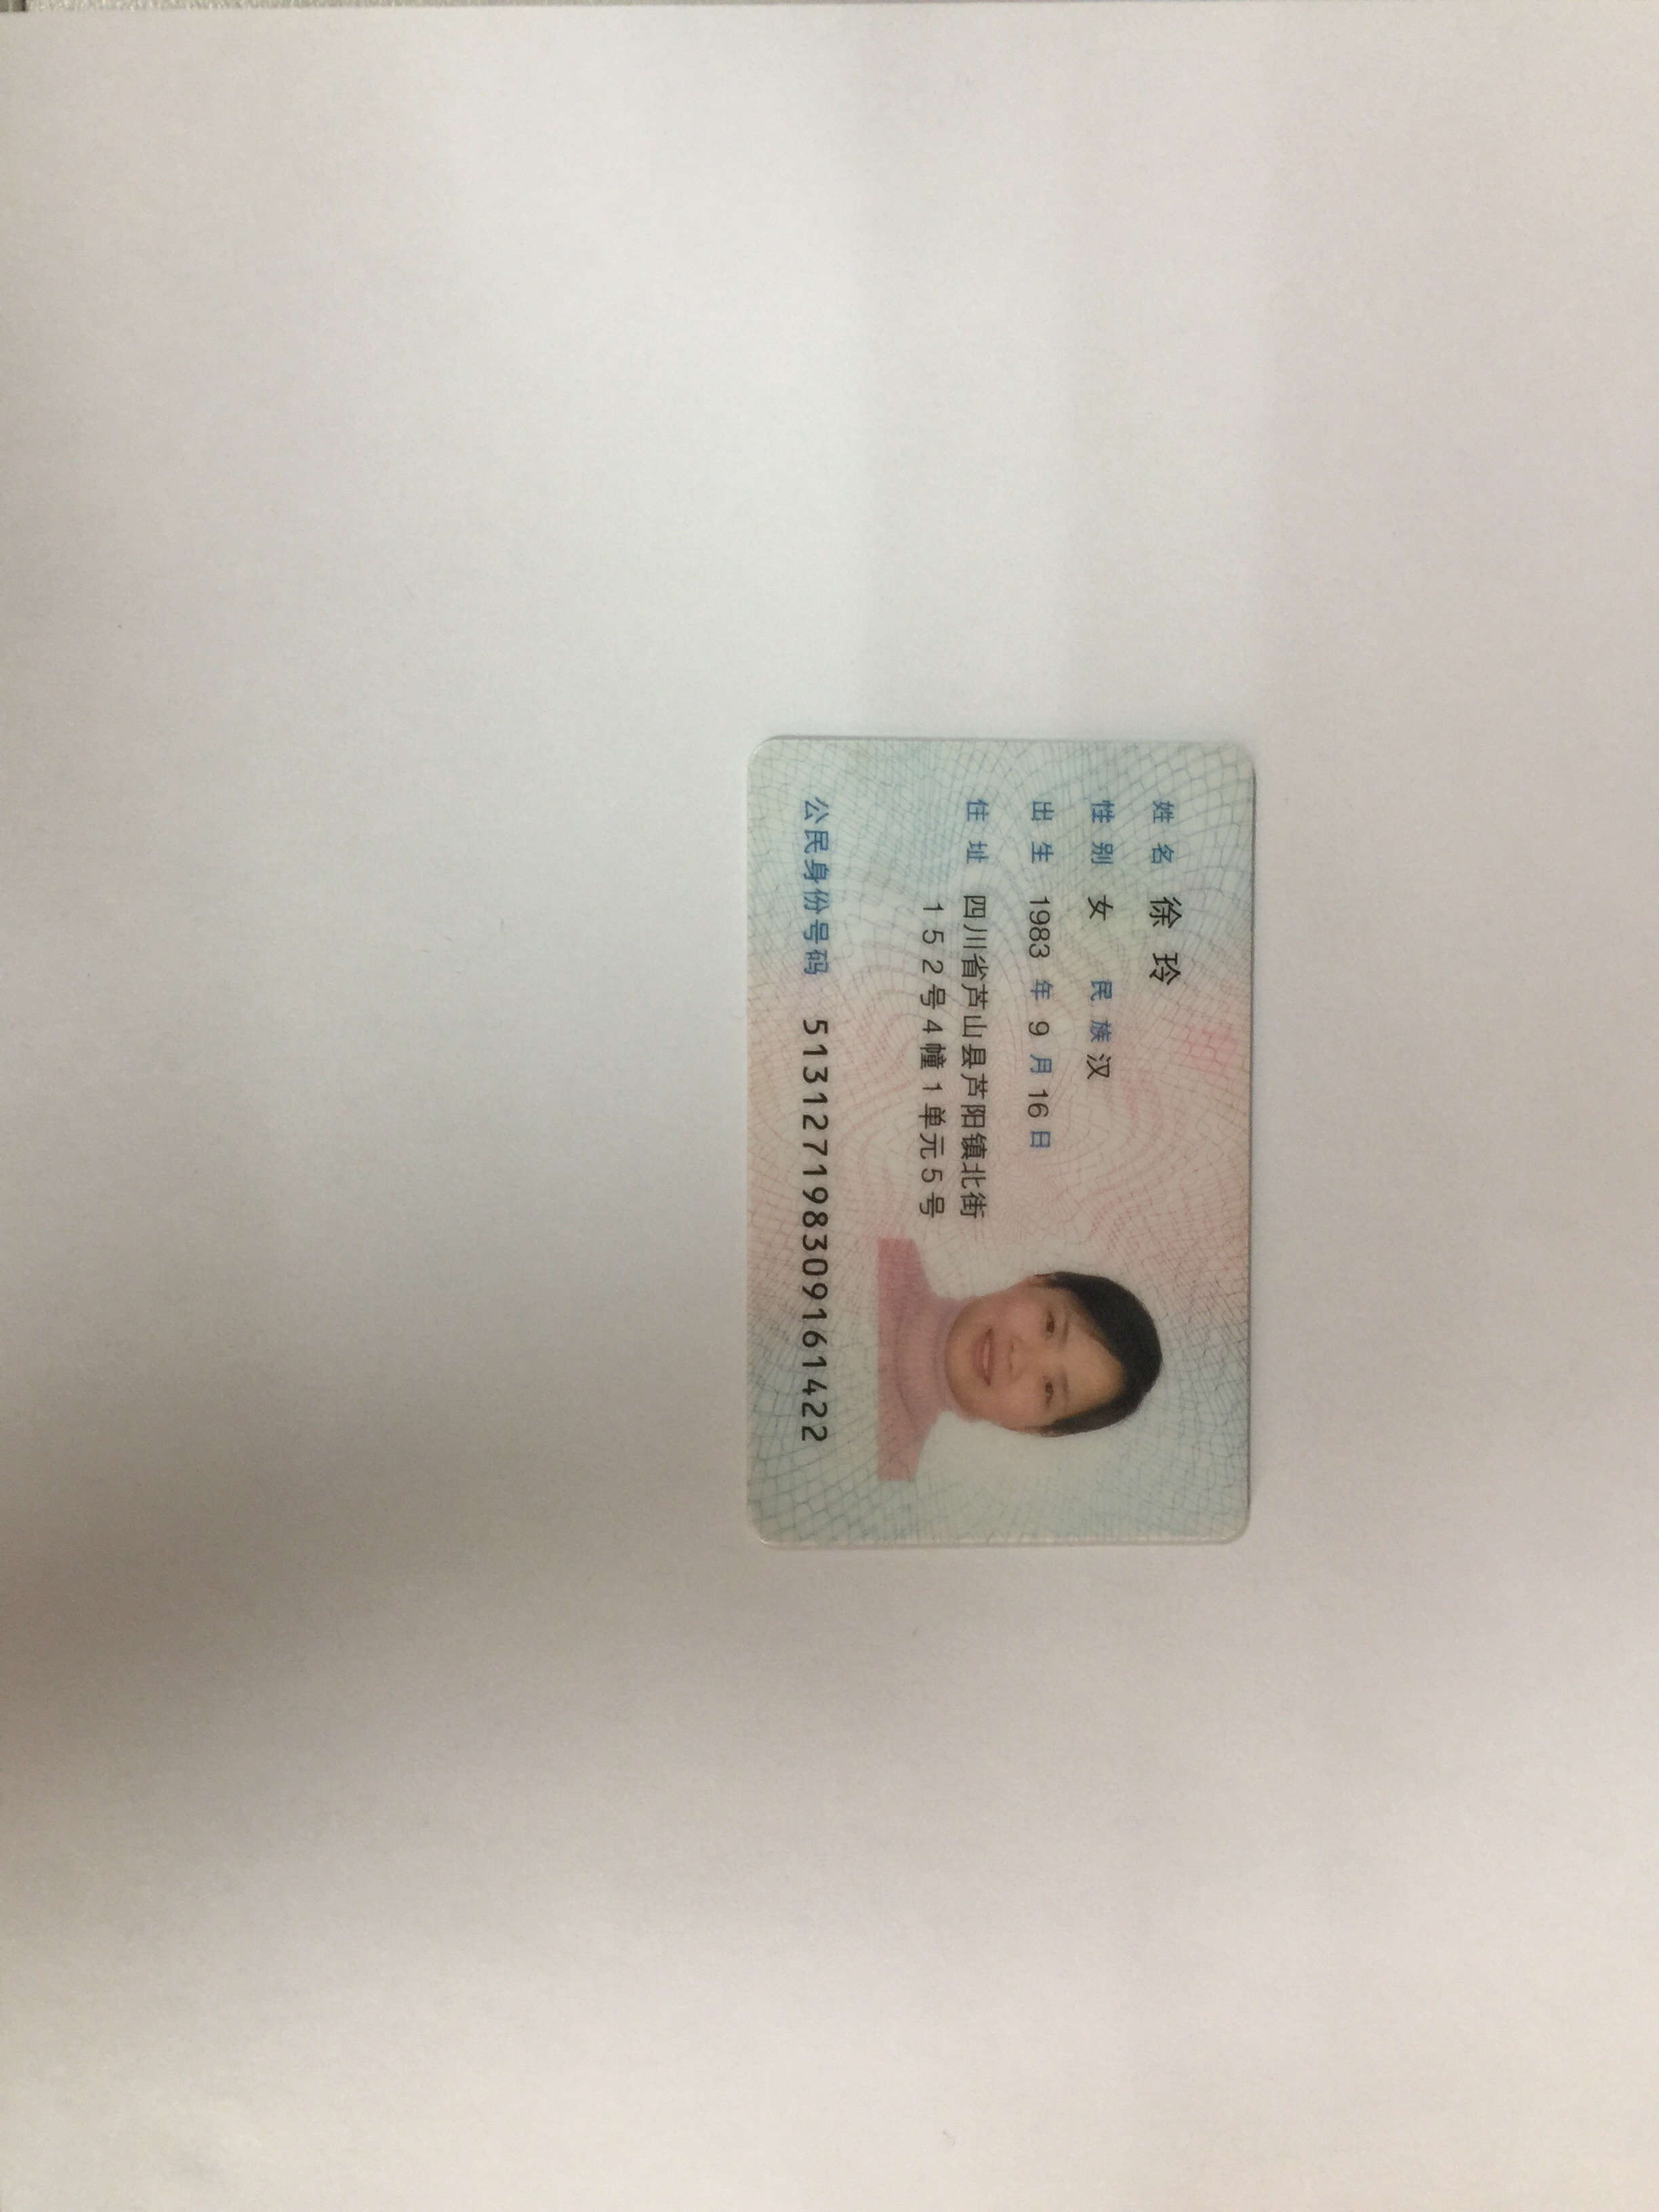 姓名 徐玲
性别 女 民族 汉
出生 1983 年 9 月 16 日
住址 四川省芦山县芦阳镇北街
152号4幢1单元5号
公民身份号码 513127198309161422